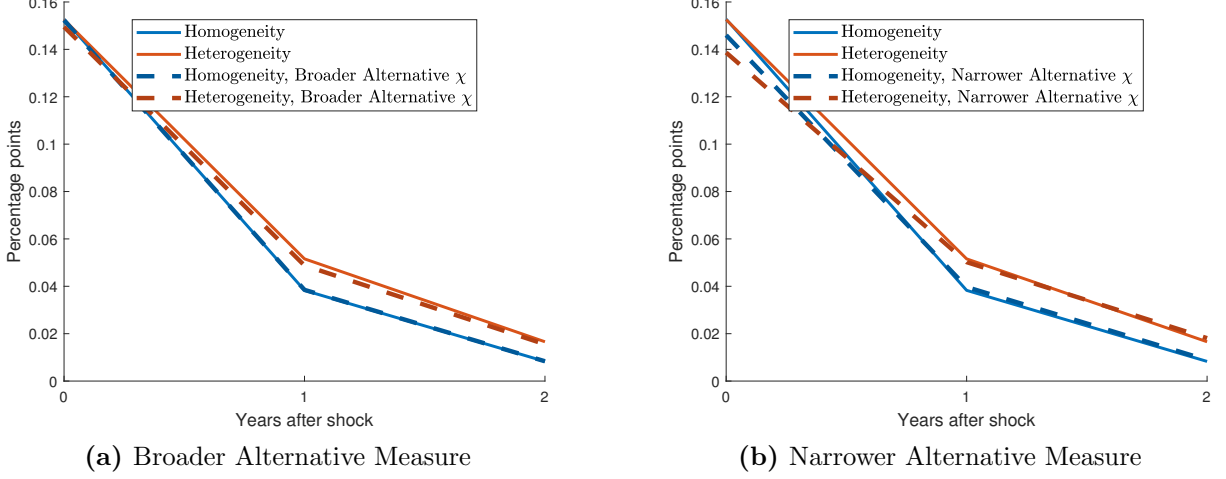 0.16
0.14
0.12
0.1
0.08
0.06
0.04
0.02
0
Percentage points
Homogeneity
Heterogeneity
Homogeneity, Broader Alternative χ
Heterogeneity, Broader Alternative χ
0 1 2
Years after shock
(a) Broader Alternative Measure
0.16
0.14
0.12
0.1
0.08
0.06
0.04
0.02
0
Percentage points
Homogeneity
Heterogeneity
Homogeneity, Narrower Alternative χ
Heterogeneity, Narrower Alternative χ
0 1 2
Years after shock
(b) Narrower Alternative Measure